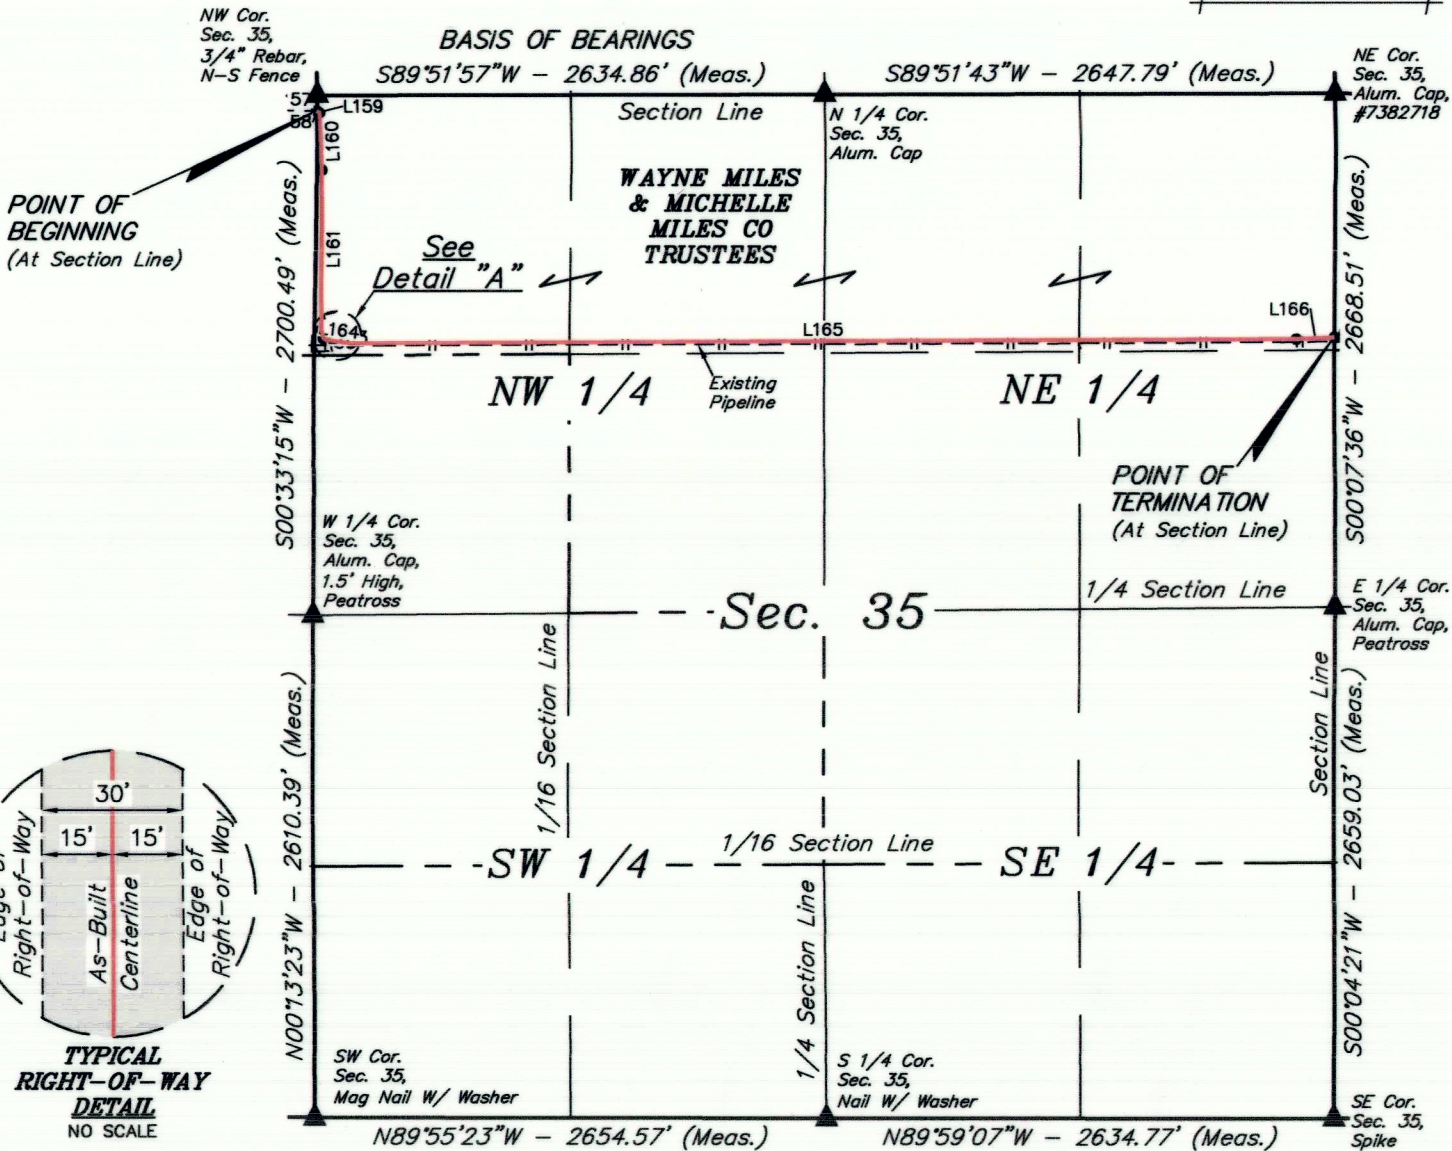 NW Cor.
Sec. 35,
3/4" Rebar,
N-S Fence
BASIS OF BEARINGS
S89°51'57"W - 2634.86' (Meas.)
S89°51'43"W - 2647.79' (Meas.)
NE Cor.
Sec. 35,
Alum. Cap,
#7382718
L159
Section Line
N 1/4 Cor.
Sec. 35,
Alum. Cap
L160
POINT OF
BEGINNING
(At Section Line)
WAYNE MILES
& MICHELLE
MILES CO
TRUSTEES
L161
See
Detail "A"
S00°33'15"W - 2700.49' (Meas.)
S00°07'36"W - 2668.51' (Meas.)
L164
L165
L166
NW 1/4
Existing
Pipeline
NE 1/4
POINT OF
TERMINATION
(At Section Line)
W 1/4 Cor.
Sec. 35,
Alum. Cap,
1.5' High,
Peatross
Sec. 35
1/4 Section Line
E 1/4 Cor.
Sec. 35,
Alum. Cap,
Peatross
1/16 Section Line
Section Line
N00°13'23"W - 2610.39' (Meas.)
S00°04'21"W - 2659.03' (Meas.)
SW 1/4
1/16 Section Line
SE 1/4
1/4 Section Line
30'
15' 15'
Edge of
Right-of-Way
As-Built
Centerline
Edge of
Right-of-Way
TYPICAL
RIGHT-OF-WAY
DETAIL
NO SCALE
SW Cor.
Sec. 35,
Mag Nail W/ Washer
S 1/4 Cor.
Sec. 35,
Nail W/ Washer
SE Cor.
Sec. 35,
Spike
N89°55'23"W - 2654.57' (Meas.)
N89°59'07"W - 2634.77' (Meas.)